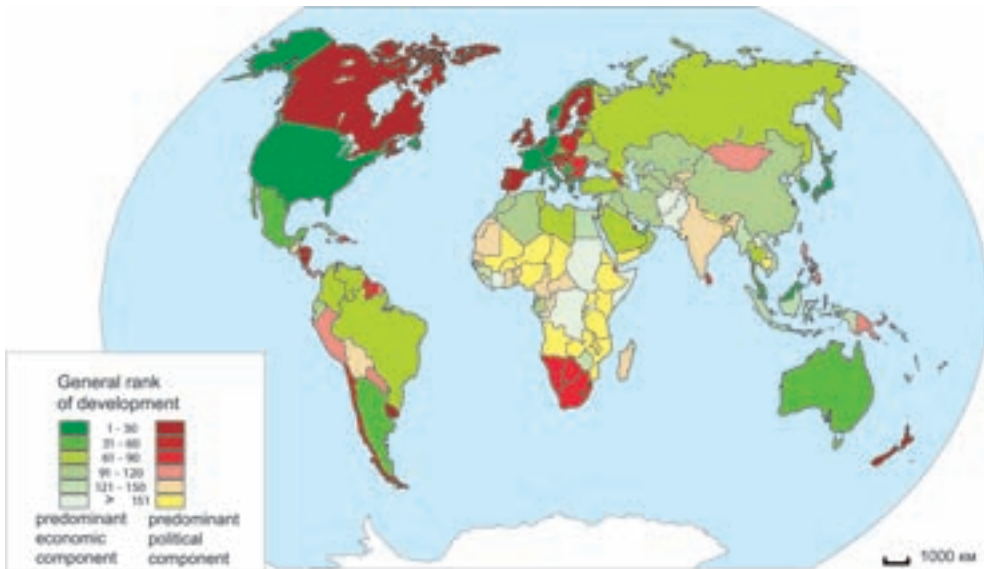 General rank
of development
1 - 30
31 - 60
61 - 90
91 - 120
121 - 150
≥ 151
predominant economic component
predominant political component
1000 км